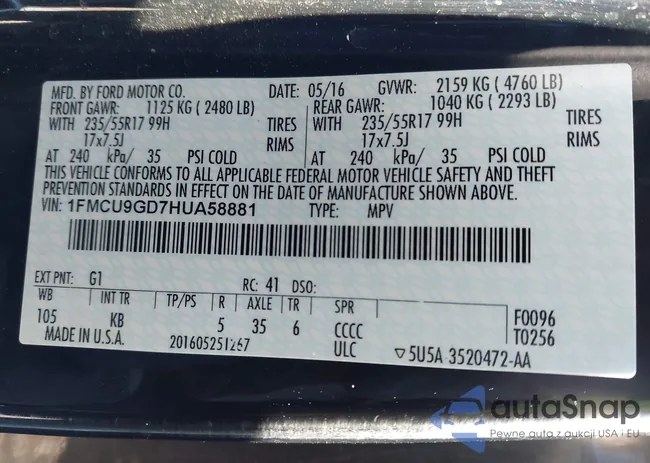 MFD. BY FORD MOTOR CO. DATE: 05/16 GVWR: 2159 KG ( 4760 LB)
FRONT GAWR: 1125 KG ( 2480 LB) REAR GAWR: 1040 KG ( 2293 LB)
WITH 235/55R17 99H TIRES WITH 235/55R17 99H TIRES
17x7.5J RIMS 17x7.5J RIMS
AT 240 kPa/ 35 PSI COLD AT 240 kPa/ 35 PSI COLD
THIS VEHICLE CONFORMS TO ALL APPLICABLE FEDERAL MOTOR VEHICLE SAFETY AND THEFT
PREVENTION STANDARDS IN EFFECT ON THE DATE OF MANUFACTURE SHOWN ABOVE.
VIN: 1FMCU9GD7HUA58881 TYPE: MPV
EXT PNT: G1 RC: 41 DSO:
WB INT TR TP/PS R AXLE TR SPR F0096
105 KB 5 35 6 CCCC T0256
MADE IN U.S.A. 201605251267 ULC ▽5U5A 3520472-AA
autaSnap
Pewne auta z aukcji USA i EU